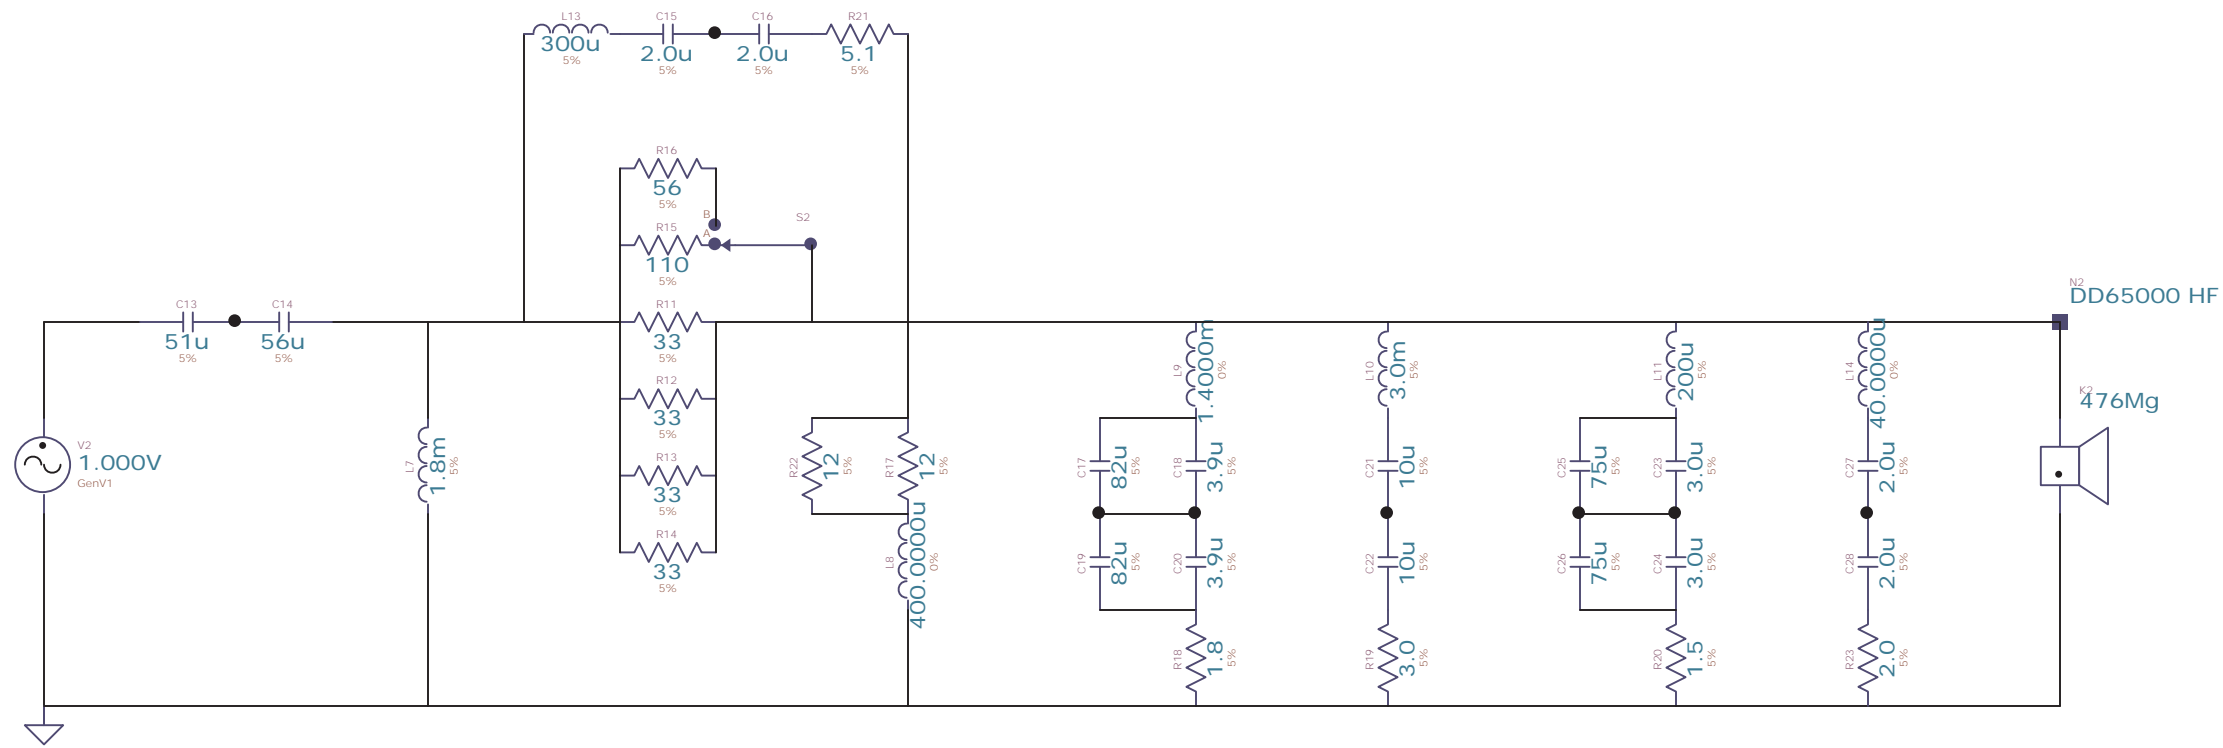 L13
300u
5%
C15
2.0u
5%
C16
2.0u
5%
R21
5.1
5%
R16
56
5%
B
R15
A
110
5%
S2
C13
51u
5%
C14
56u
5%
R11
33
5%
R12
33
5%
R13
33
5%
R14
33
5%
V2
1.000V
GenV1
L7
1.8m
5%
R22
12
5%
R17
12
5%
L8
400.0000u
0%
L9
1.4000m
0%
C17
82u
5%
C18
3.9u
5%
C19
82u
5%
C20
3.9u
5%
R18
1.8
5%
L10
3.0m
5%
C21
10u
5%
C22
10u
5%
R19
3.0
5%
L11
200u
5%
C25
75u
5%
C23
3.0u
5%
C26
75u
5%
C24
3.0u
5%
R20
1.5
5%
L14
40.0000u
0%
C27
2.0u
5%
C28
2.0u
5%
R23
2.0
5%
N2
DD65000 HF
K2
476Mg